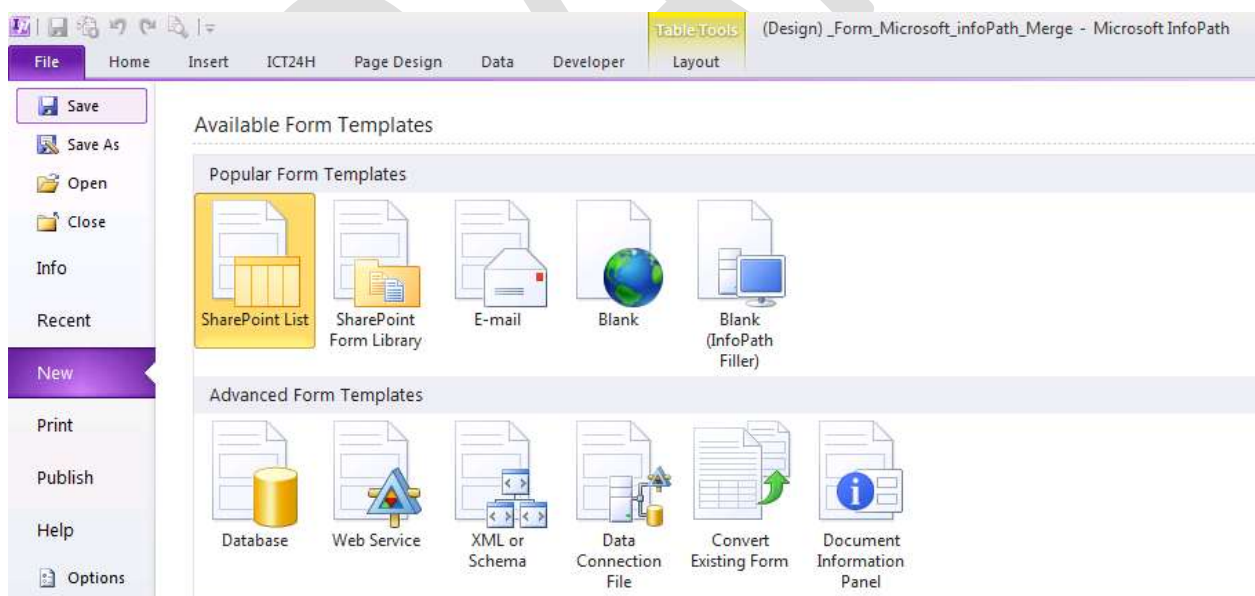 Table Tools
(Design) _Form_Microsoft_infoPath_Merge - Microsoft InfoPath
File Home Insert ICT24H Page Design Data Developer Layout
Save
Save As
Open
Close
Info
Recent
New
Print
Publish
Help
Options
Available Form Templates
Popular Form Templates
SharePoint List
SharePoint
Form Library
E-mail
Blank
Blank
(InfoPath
Filler)
Advanced Form Templates
Database
Web Service
XML or
Schema
Data
Connection
File
Convert
Existing Form
Document
Information
Panel